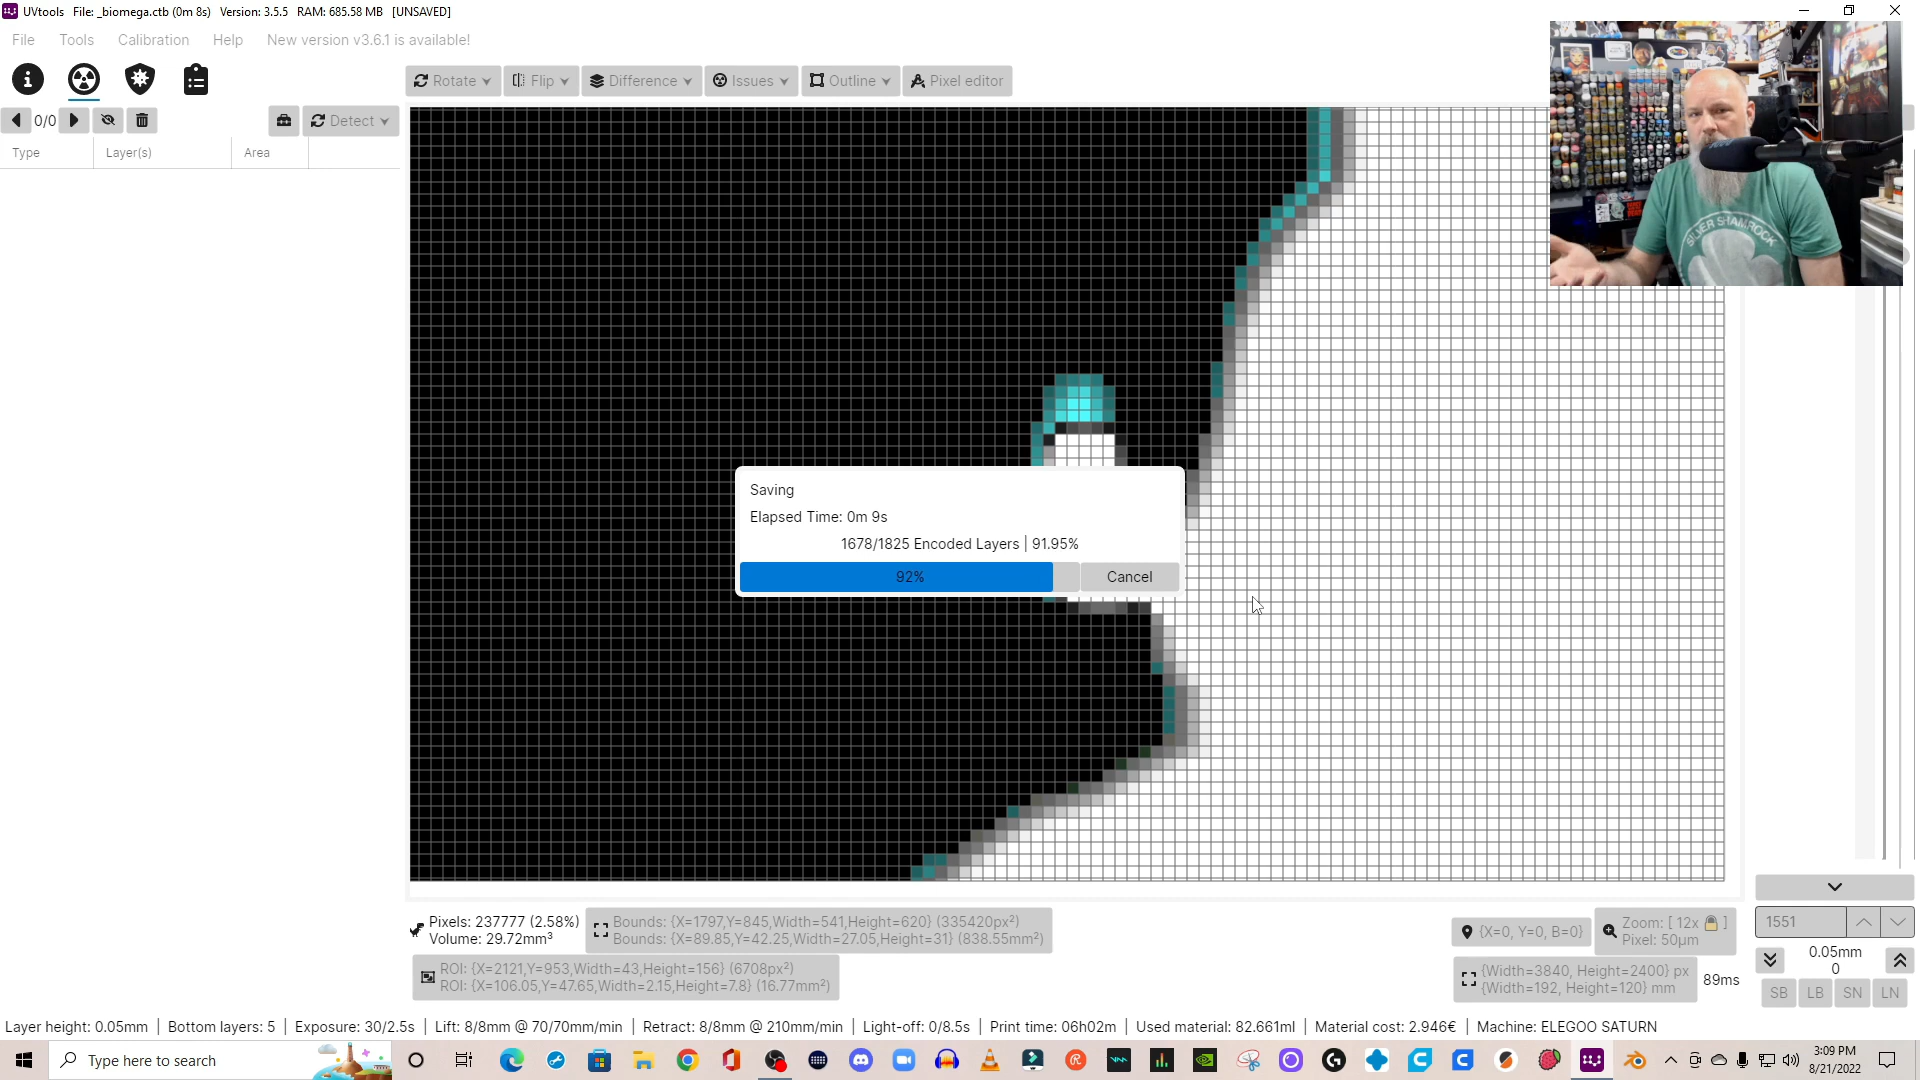 UVtools File: _biomega.ctb (0m 8s) Version: 3.5.5 RAM: 685.58 MB [UNSAVED]
File Tools Calibration Help New version v3.6.1 is available!
Rotate Flip Difference Issues Outline Pixel editor
0/0 Detect
Type Layer(s) Area
SILVER SHAMROCK
Saving
Elapsed Time: 0m 9s
1678/1825 Encoded Layers | 91.95%
92% Cancel
Pixels: 237777 (2.58%)
Volume: 29.72mm³
Bounds: {X=1797,Y=845,Width=541,Height=620} (335420px²)
Bounds: {X=89.85,Y=42.25,Width=27.05,Height=31} (838.55mm²)
ROI: {X=2121,Y=953,Width=43,Height=156} (6708px²)
ROI: {X=106.05,Y=47.65,Width=2.15,Height=7.8} (16.77mm²)
{X=0, Y=0, B=0}
Zoom: [ 12x ]
Pixel: 50µm
{Width=3840, Height=2400} px
{Width=192, Height=120} mm
89ms
1551
0.05mm
0
SB LB SN LN
Layer height: 0.05mm | Bottom layers: 5 | Exposure: 30/2.5s | Lift: 8/8mm @ 70/70mm/min | Retract: 8/8mm @ 210mm/min | Light-off: 0/8.5s | Print time: 06h02m | Used material: 82.661ml | Material cost: 2.946€ | Machine: ELEGOO SATURN
Type here to search
3:09 PM
8/21/2022